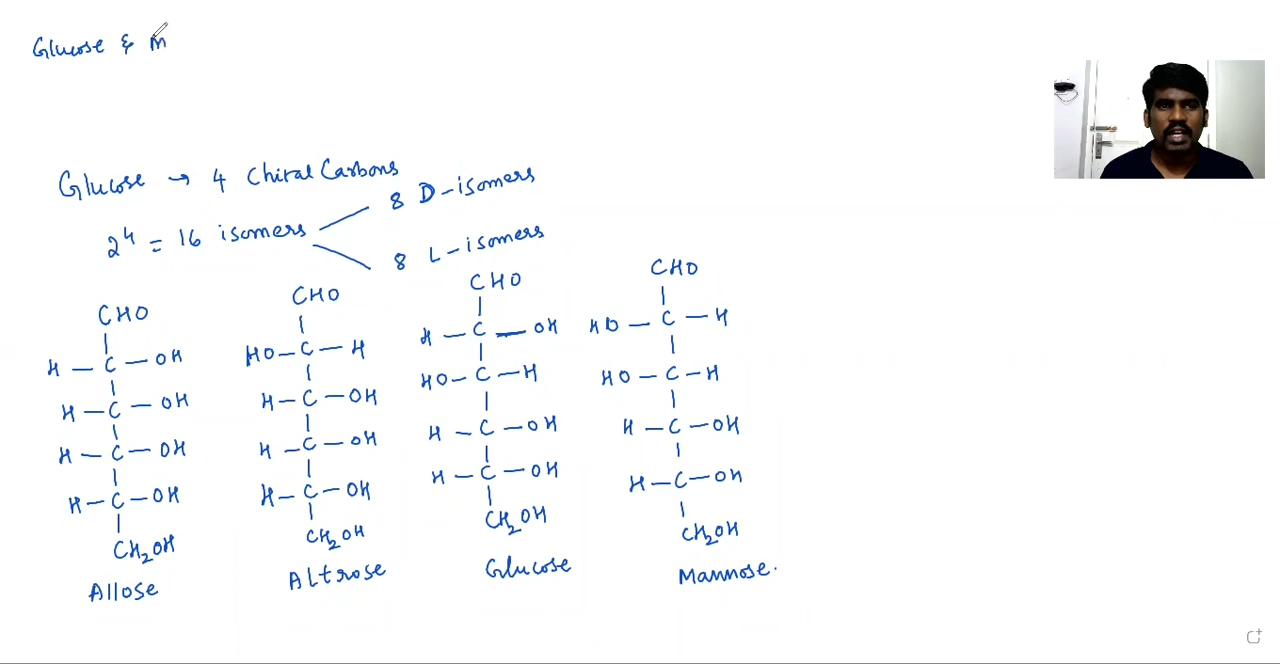 Glucose & M
Glucose → 4 Chiral Carbons
2⁴ = 16 isomers
8 D-isomers
8 L-isomers
CHO
H — C — OH
H — C — OH
H — C — OH
H — C — OH
CH₂OH
Allose
CHO
HO — C — H
H — C — OH
H — C — OH
H — C — OH
CH₂OH
Altrose
CHO
H — C — OH
HO — C — H
H — C — OH
H — C — OH
CH₂OH
Glucose
CHO
HO — C — H
HO — C — H
H — C — OH
H — C — OH
CH₂OH
Mannose.